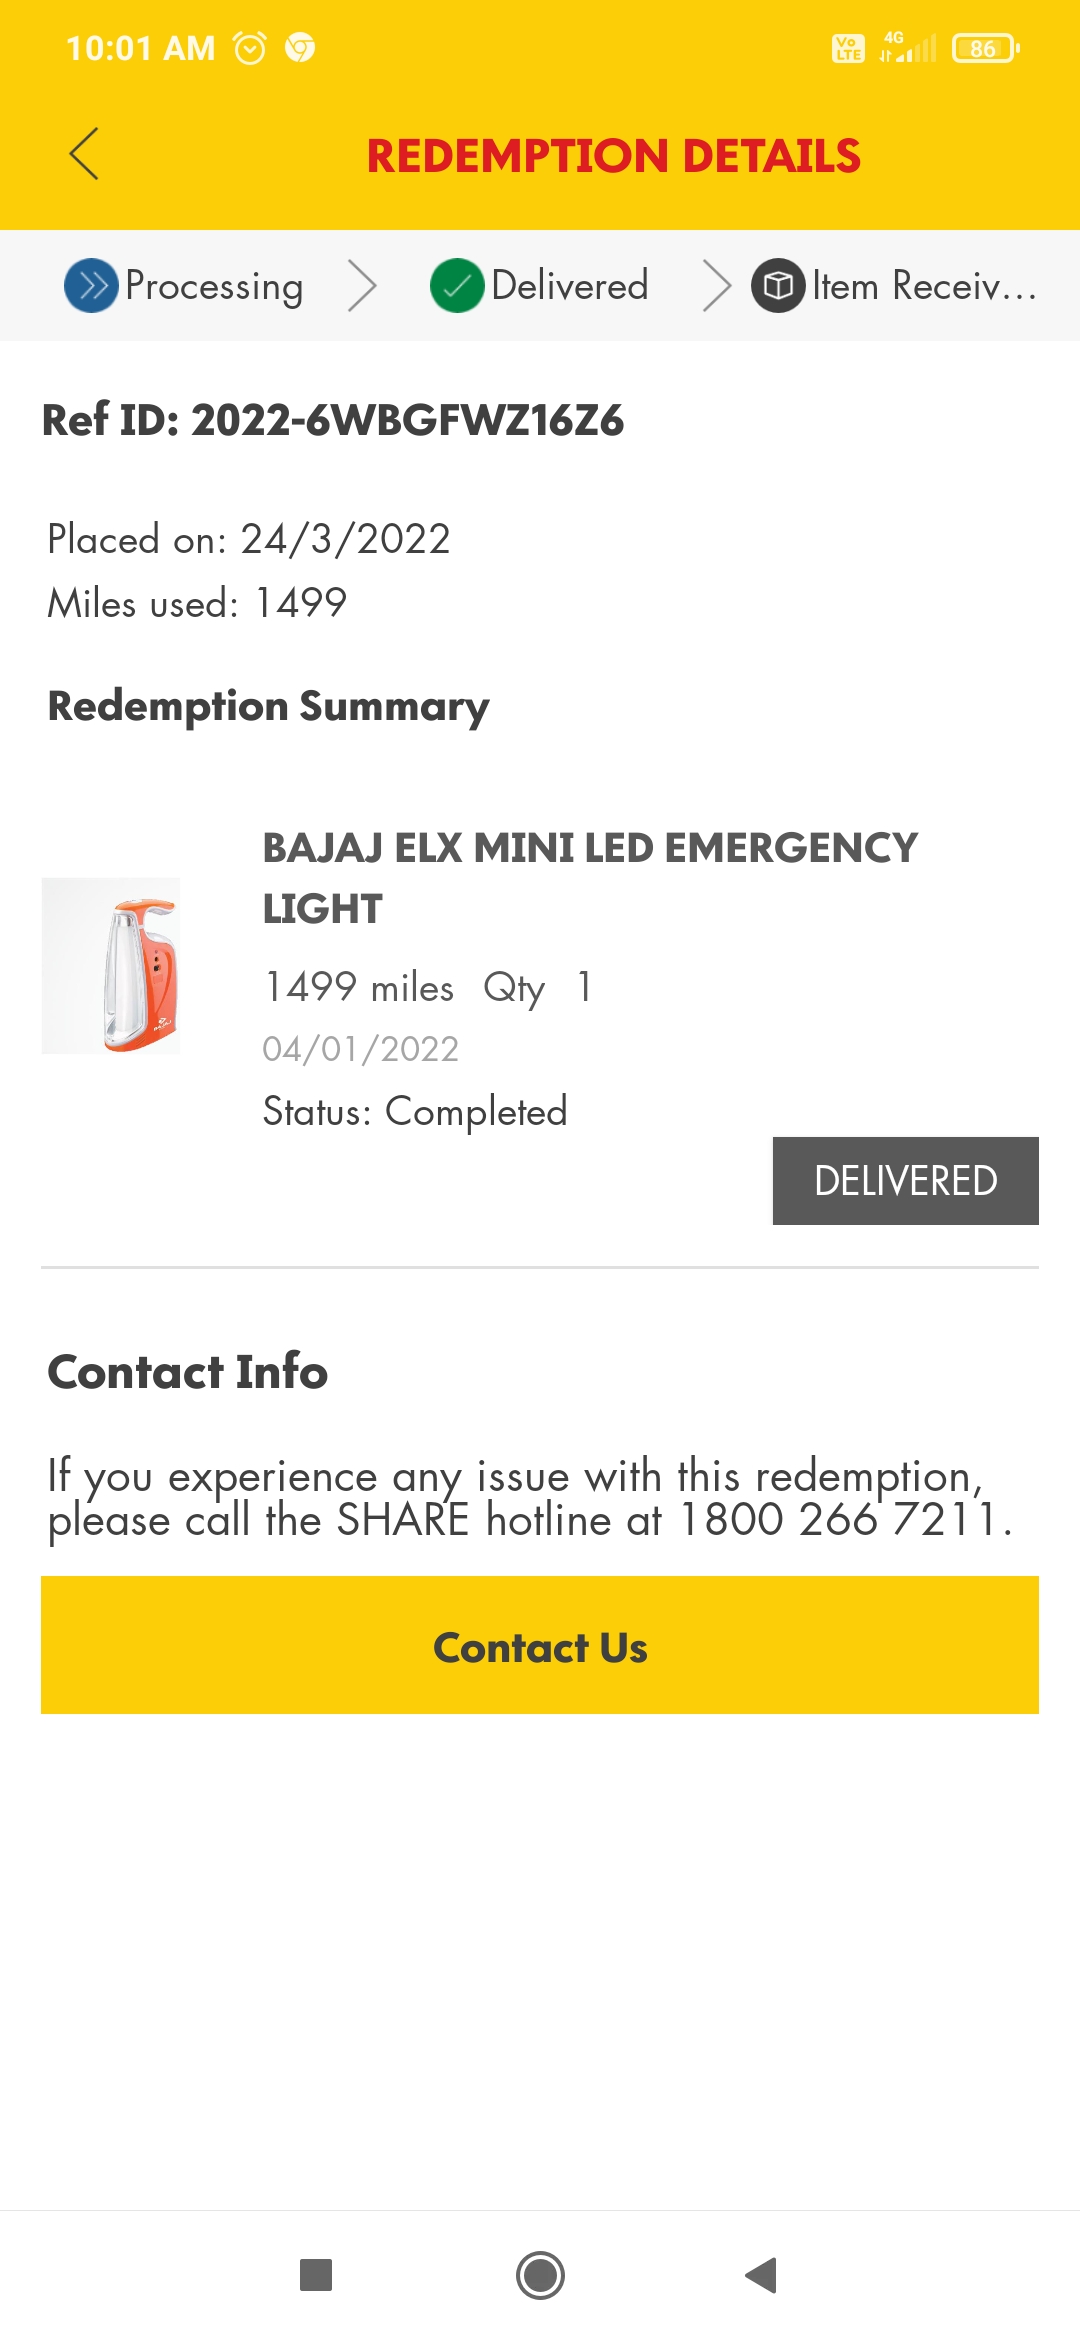 10:01 AM
Vo LTE 4G 86
REDEMPTION DETAILS
Processing Delivered Item Receiv...
Ref ID: 2022-6WBGFWZ16Z6
Placed on: 24/3/2022
Miles used: 1499
Redemption Summary
BAJAJ ELX MINI LED EMERGENCY
LIGHT
1499 miles Qty 1
04/01/2022
Status: Completed
DELIVERED
Contact Info
If you experience any issue with this redemption,
please call the SHARE hotline at 1800 266 7211.
Contact Us